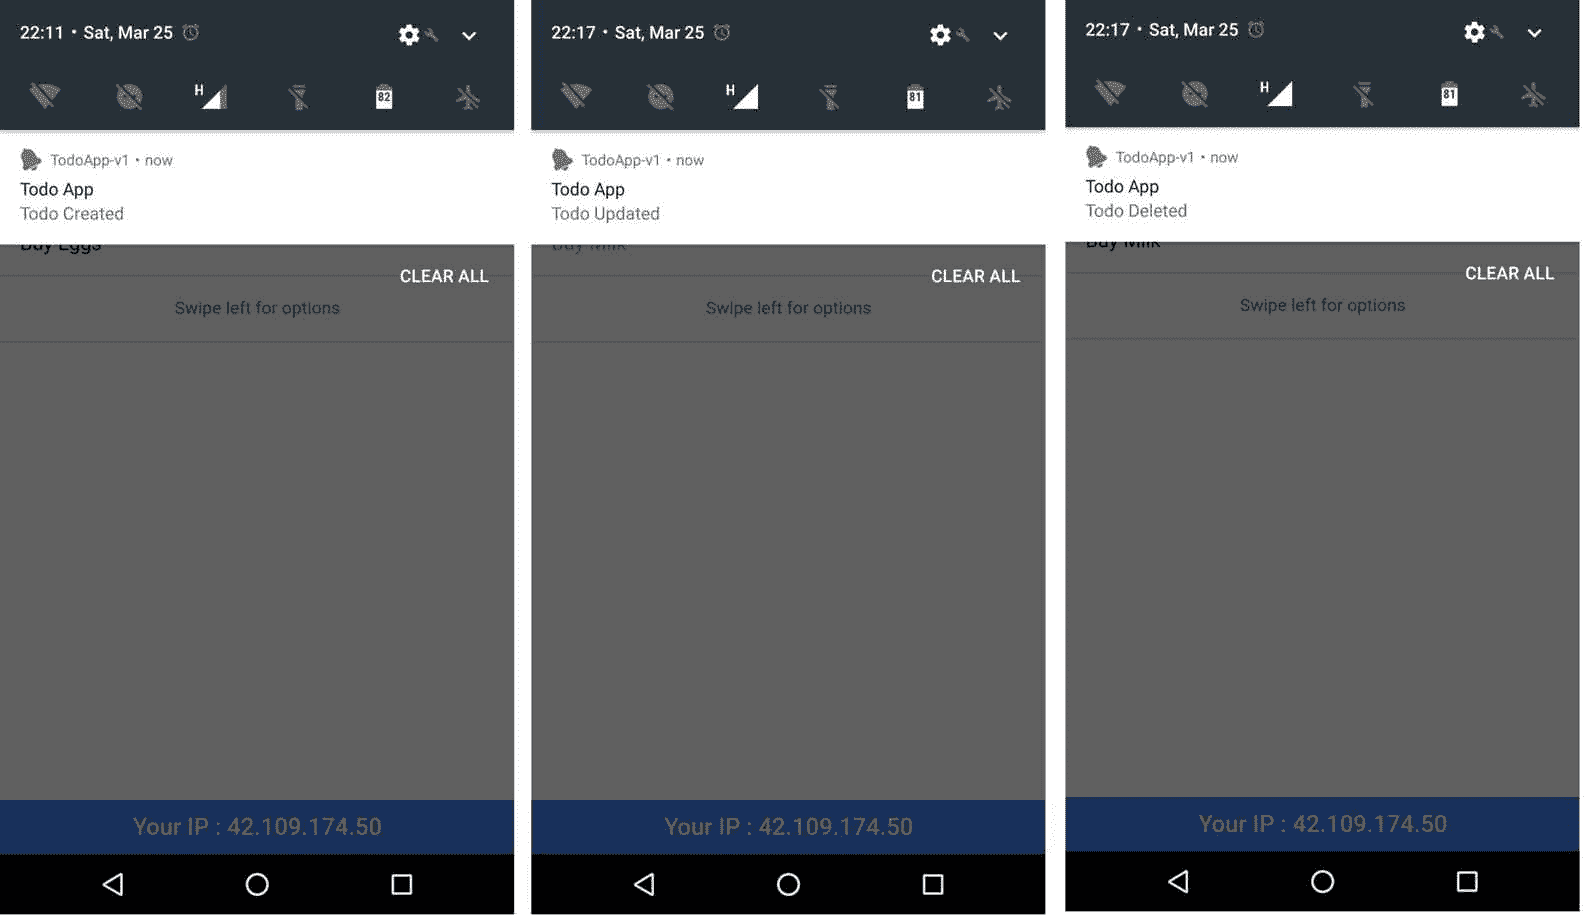 22:11 • Sat, Mar 25
H
82
TodoApp-v1 • now
Todo App
Todo Created
Buy Eggs
CLEAR ALL
Swipe left for options
Your IP : 42.109.174.50
22:17 • Sat, Mar 25
H
81
TodoApp-v1 • now
Todo App
Todo Updated
Buy Milk
CLEAR ALL
Swipe left for options
Your IP : 42.109.174.50
22:17 • Sat, Mar 25
H
81
TodoApp-v1 • now
Todo App
Todo Deleted
Buy Milk
CLEAR ALL
Swipe left for options
Your IP : 42.109.174.50